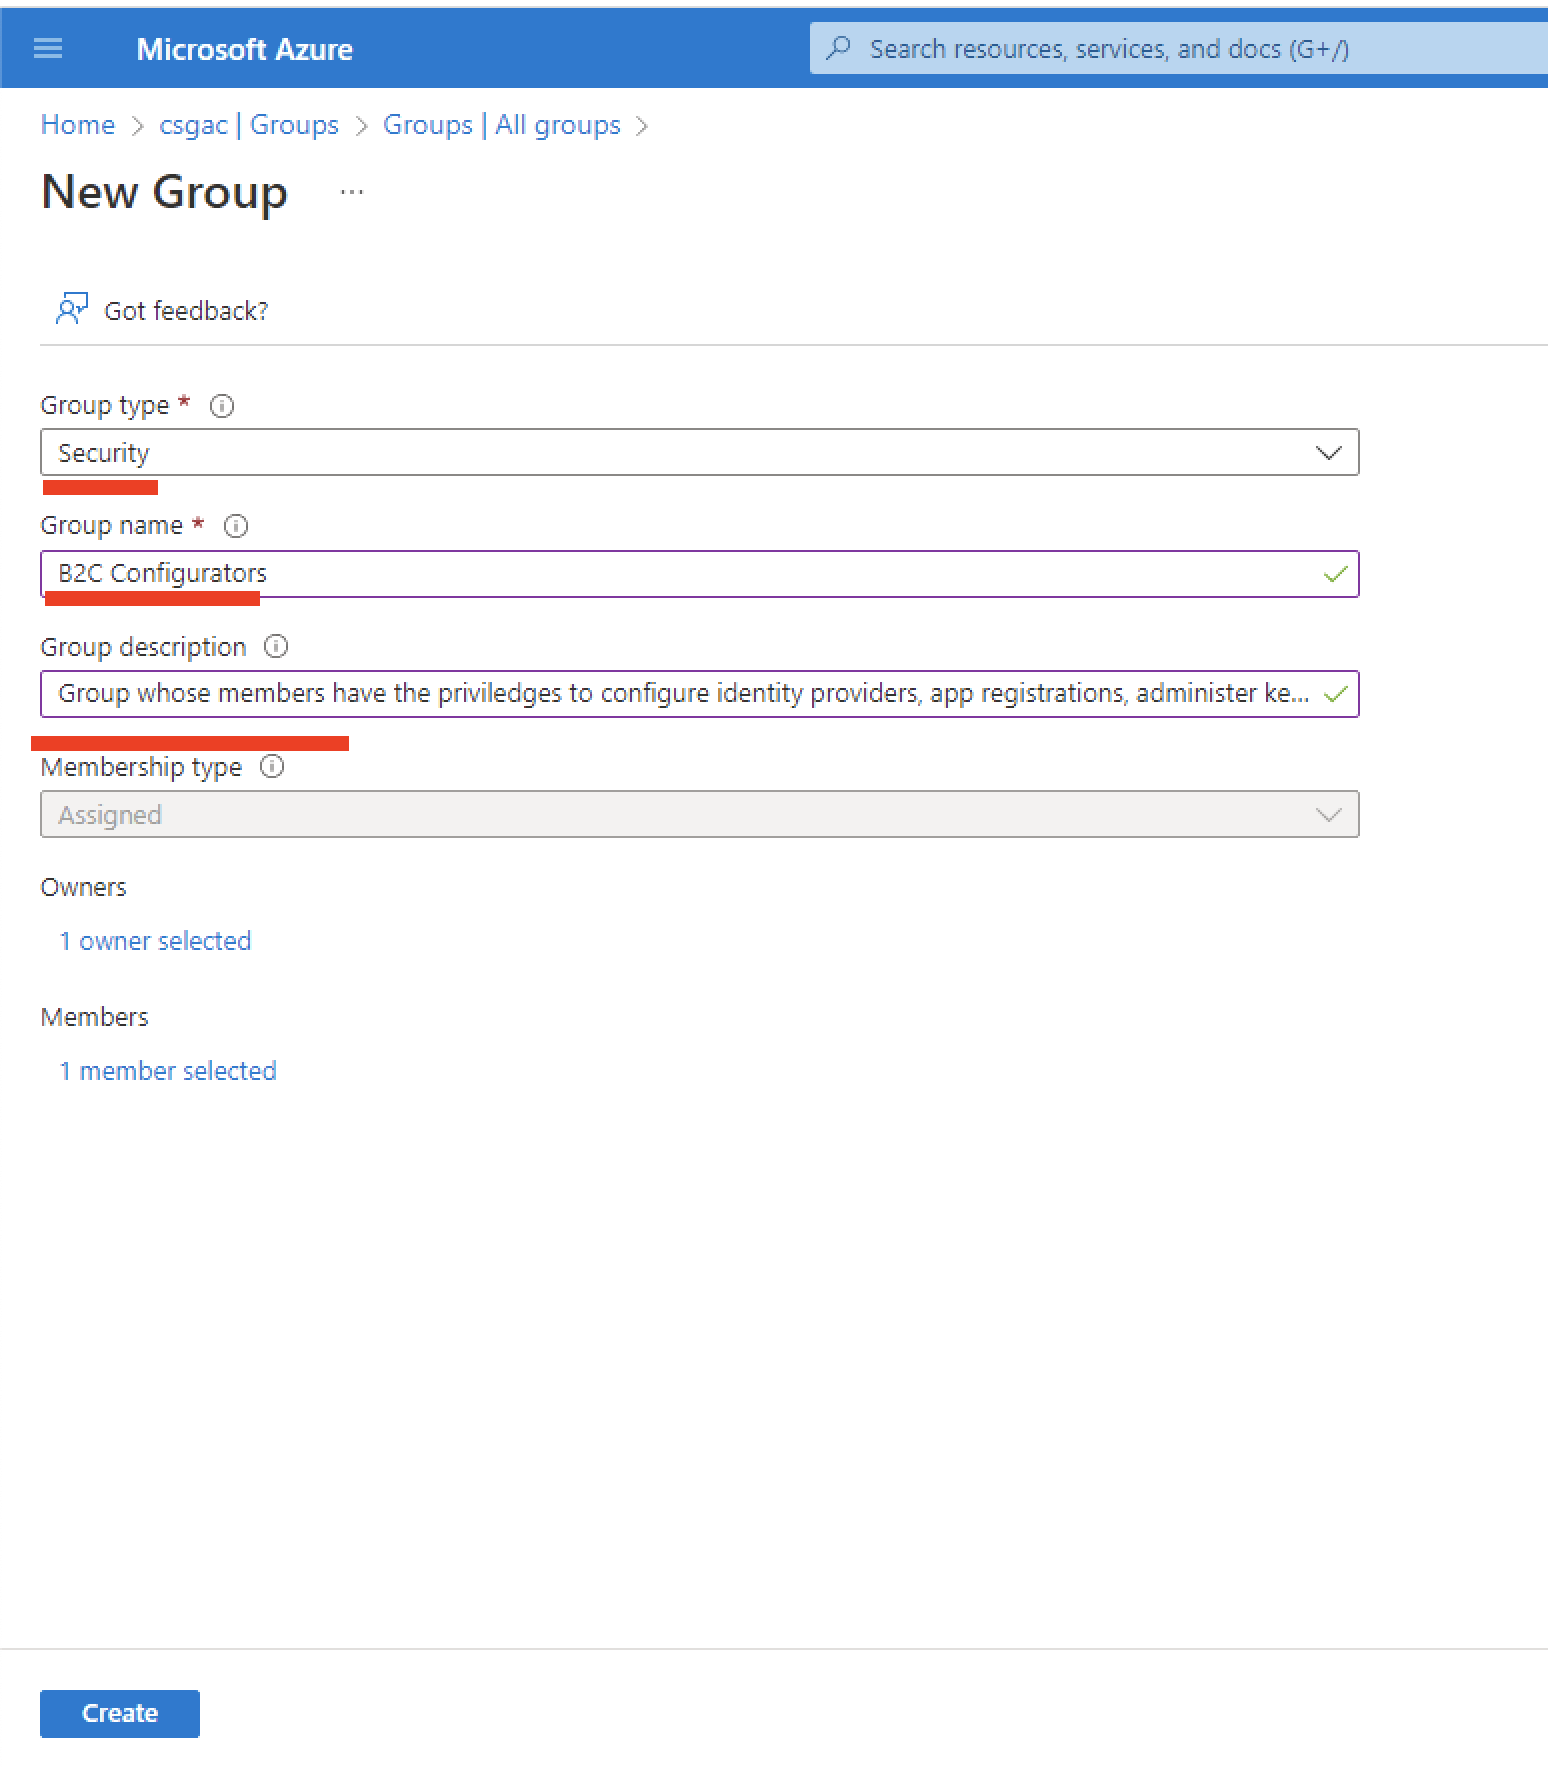 Microsoft Azure
Search resources, services, and docs (G+/)
Home > csgac | Groups > Groups | All groups >
New Group ...
Got feedback?
Group type *
Security
Group name *
B2C Configurators
Group description
Group whose members have the priviledges to configure identity providers, app registrations, administer ke...
Membership type
Assigned
Owners
1 owner selected
Members
1 member selected
Create